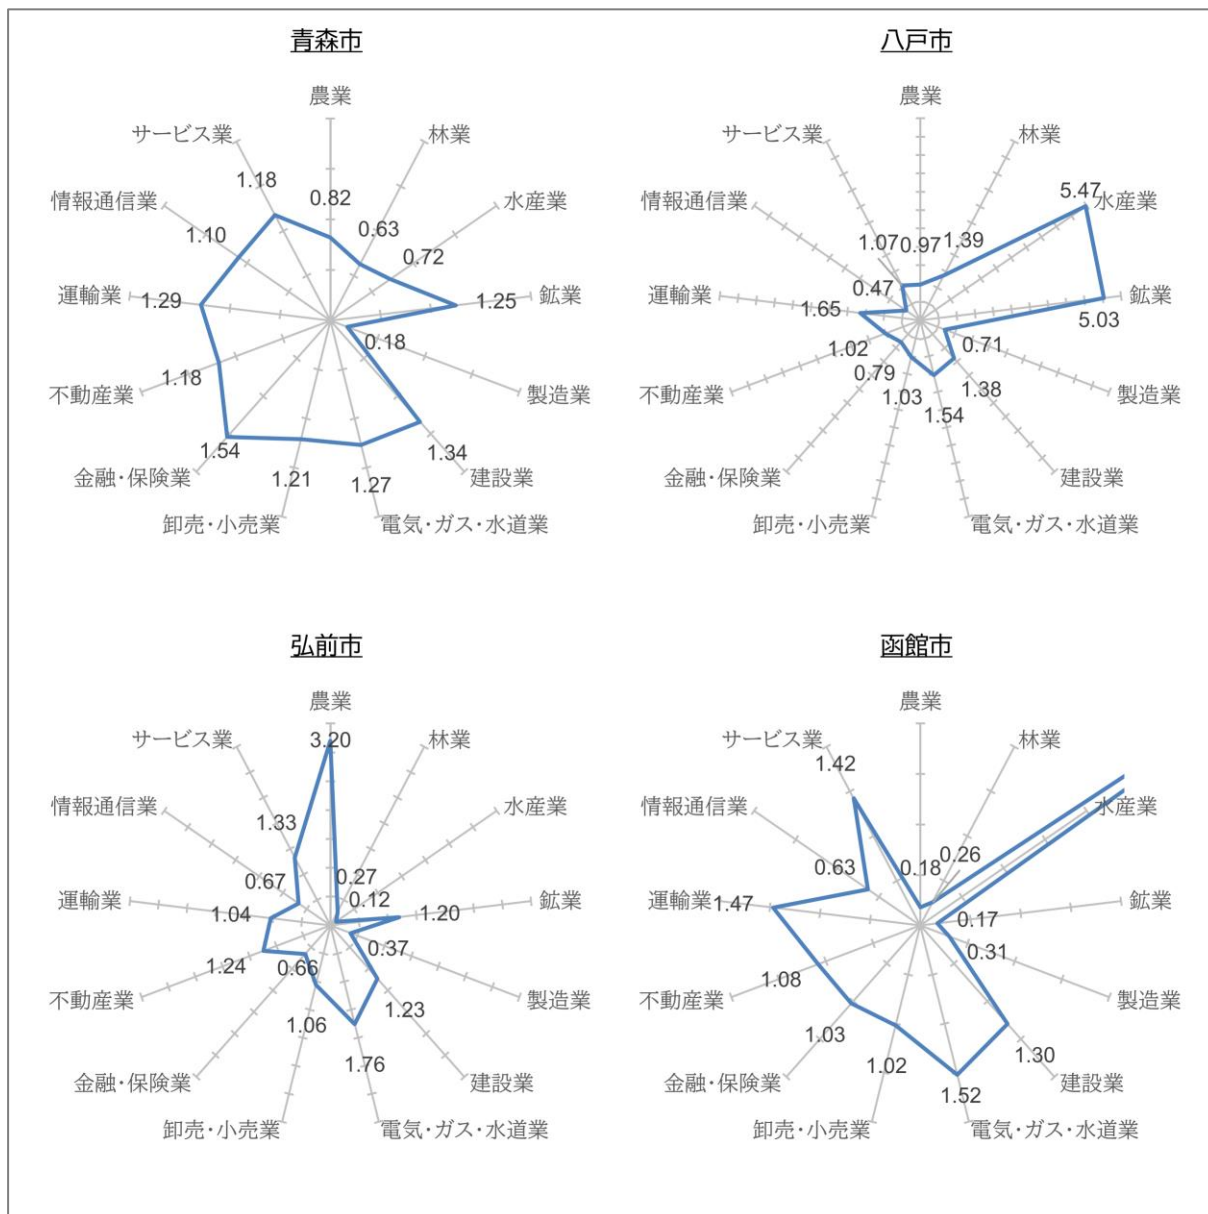 青森市
農業
サービス業
林業
1.18
0.82
0.63
情報通信業
水産業
1.10
0.72
運輸業
1.29
1.25
鉱業
0.18
不動産業
1.18
製造業
金融・保険業
1.54
1.34
建設業
1.21
1.27
卸売・小売業
電気・ガス・水道業
八戸市
農業
サービス業
林業
情報通信業
5.47
水産業
1.07
0.97
1.39
0.47
運輸業
1.65
鉱業
5.03
1.02
0.71
不動産業
0.79
1.38
製造業
1.03
1.54
金融・保険業
建設業
卸売・小売業
電気・ガス・水道業
弘前市
農業
サービス業
3.20
林業
情報通信業
水産業
1.33
0.67
0.27
0.12
運輸業
1.04
1.20
鉱業
0.37
1.24
0.66
不動産業
1.23
製造業
1.06
1.76
金融・保険業
建設業
卸売・小売業
電気・ガス・水道業
函館市
農業
サービス業
1.42
林業
情報通信業
水産業
0.63
0.18
0.26
運輸業
1.47
0.17
鉱業
0.31
不動産業
1.08
製造業
1.03
1.02
1.52
1.30
金融・保険業
建設業
卸売・小売業
電気・ガス・水道業